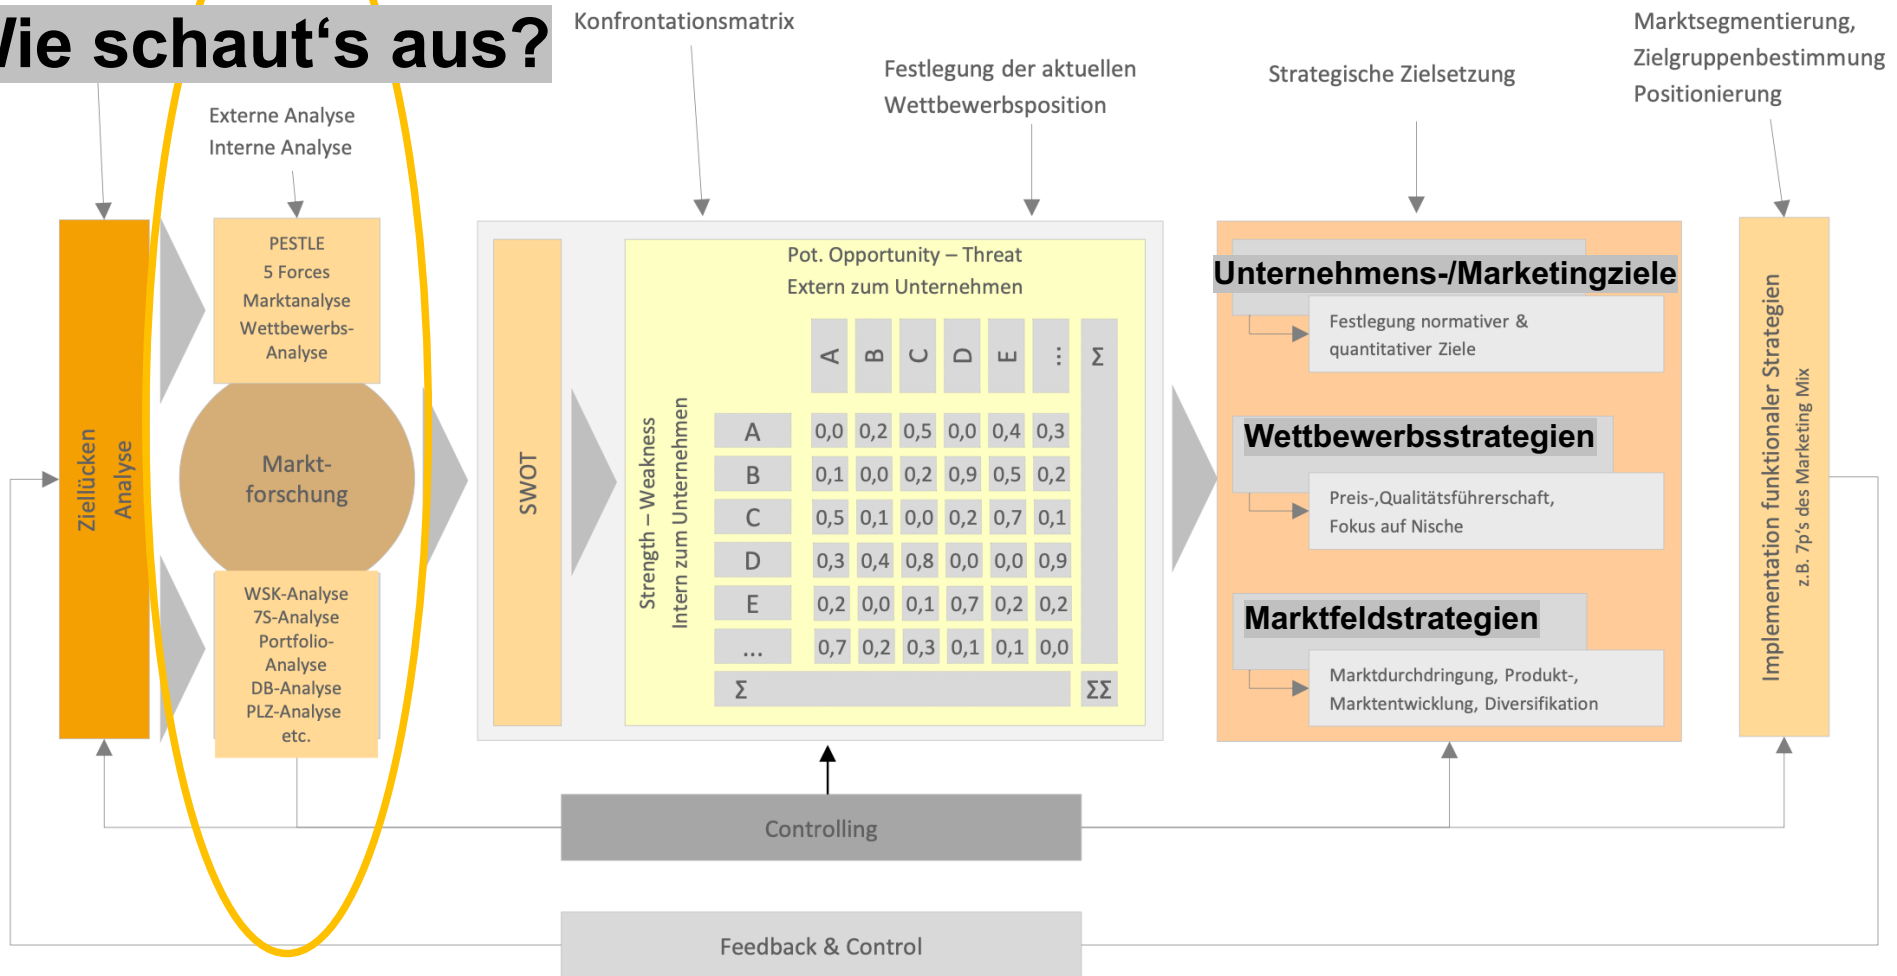 Wie schaut‘s aus?
Konfrontationsmatrix
Festlegung der aktuellen
Wettbewerbsposition
Strategische Zielsetzung
Marktsegmentierung,
Zielgruppenbestimmung
Positionierung
Externe Analyse
Interne Analyse
Ziellücken
Analyse
PESTLE
5 Forces
Marktanalyse
Wettbewerbs-
Analyse
Markt-
forschung
WSK-Analyse
7S-Analyse
Portfolio-
Analyse
DB-Analyse
PLZ-Analyse
etc.
SWOT
Pot. Opportunity – Threat
Extern zum Unternehmen
Strength – Weakness
Intern zum Unternehmen
A B C D E ... Σ
A 0,0 0,2 0,5 0,0 0,4 0,3
B 0,1 0,0 0,2 0,9 0,5 0,2
C 0,5 0,1 0,0 0,2 0,7 0,1
D 0,3 0,4 0,8 0,0 0,0 0,9
E 0,2 0,0 0,1 0,7 0,2 0,2
... 0,7 0,2 0,3 0,1 0,1 0,0
Σ ΣΣ
Unternehmens-/Marketingziele
Festlegung normativer &
quantitativer Ziele
Wettbewerbsstrategien
Preis-,Qualitätsführerschaft,
Fokus auf Nische
Marktfeldstrategien
Marktdurchdringung, Produkt-,
Marktentwicklung, Diversifikation
Implementation funktionaler Strategien
z.B. 7p‘s des Marketing Mix
Controlling
Feedback & Control